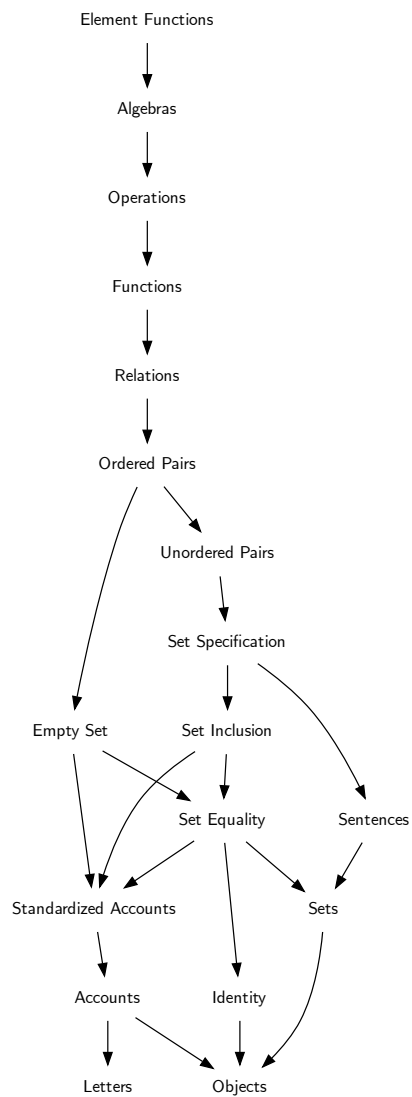 Element Functions
Algebras
Operations
Functions
Relations
Ordered Pairs
Unordered Pairs
Set Specification
Empty Set
Set Inclusion
Set Equality
Sentences
Standardized Accounts
Sets
Accounts
Identity
Letters
Objects